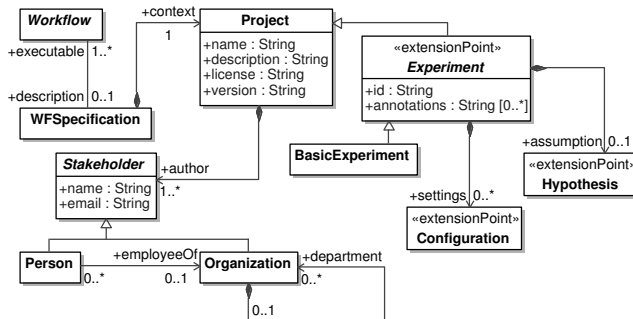 Workflow
+context
Project
+executable
1..*
1
+name : String
+description : String
+license : String
+version : String
«extensionPoint»
Experiment
+id : String
+annotations : String [0..*]
+description
0..1
WFSpecification
BasicExperiment
+assumption
0..1
«extensionPoint»
Hypothesis
Stakeholder
+name : String
+email : String
+author
1..*
+settings
0..*
«extensionPoint»
Configuration
Person
+employeeOf
0..*
0..1
Organization
+department
0..*
0..1